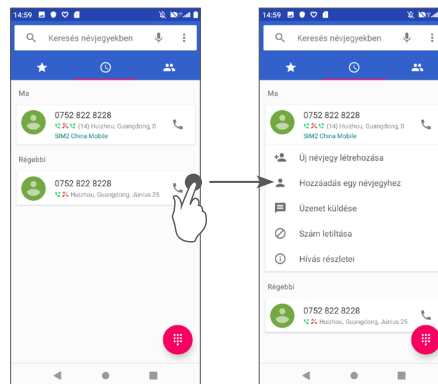 14:59
Keresés névjegyekben
Ma
0752 822 8228
(14) Huizhou, Guangdong, 0
SIM2 China Mobile
Régebbi
0752 822 8228
Huizhou, Guangdong, Június 25.
14:59
Keresés névjegyekben
Ma
0752 822 8228
(14) Huizhou, Guangdong, 0
SIM2 China Mobile
Új névjegy létrehozása
Hozzáadás egy névjegyhez
Üzenet küldése
Szám letiltása
Hívás részletei
Régebbi
0752 822 8228
Huizhou, Guangdong, Június 25.